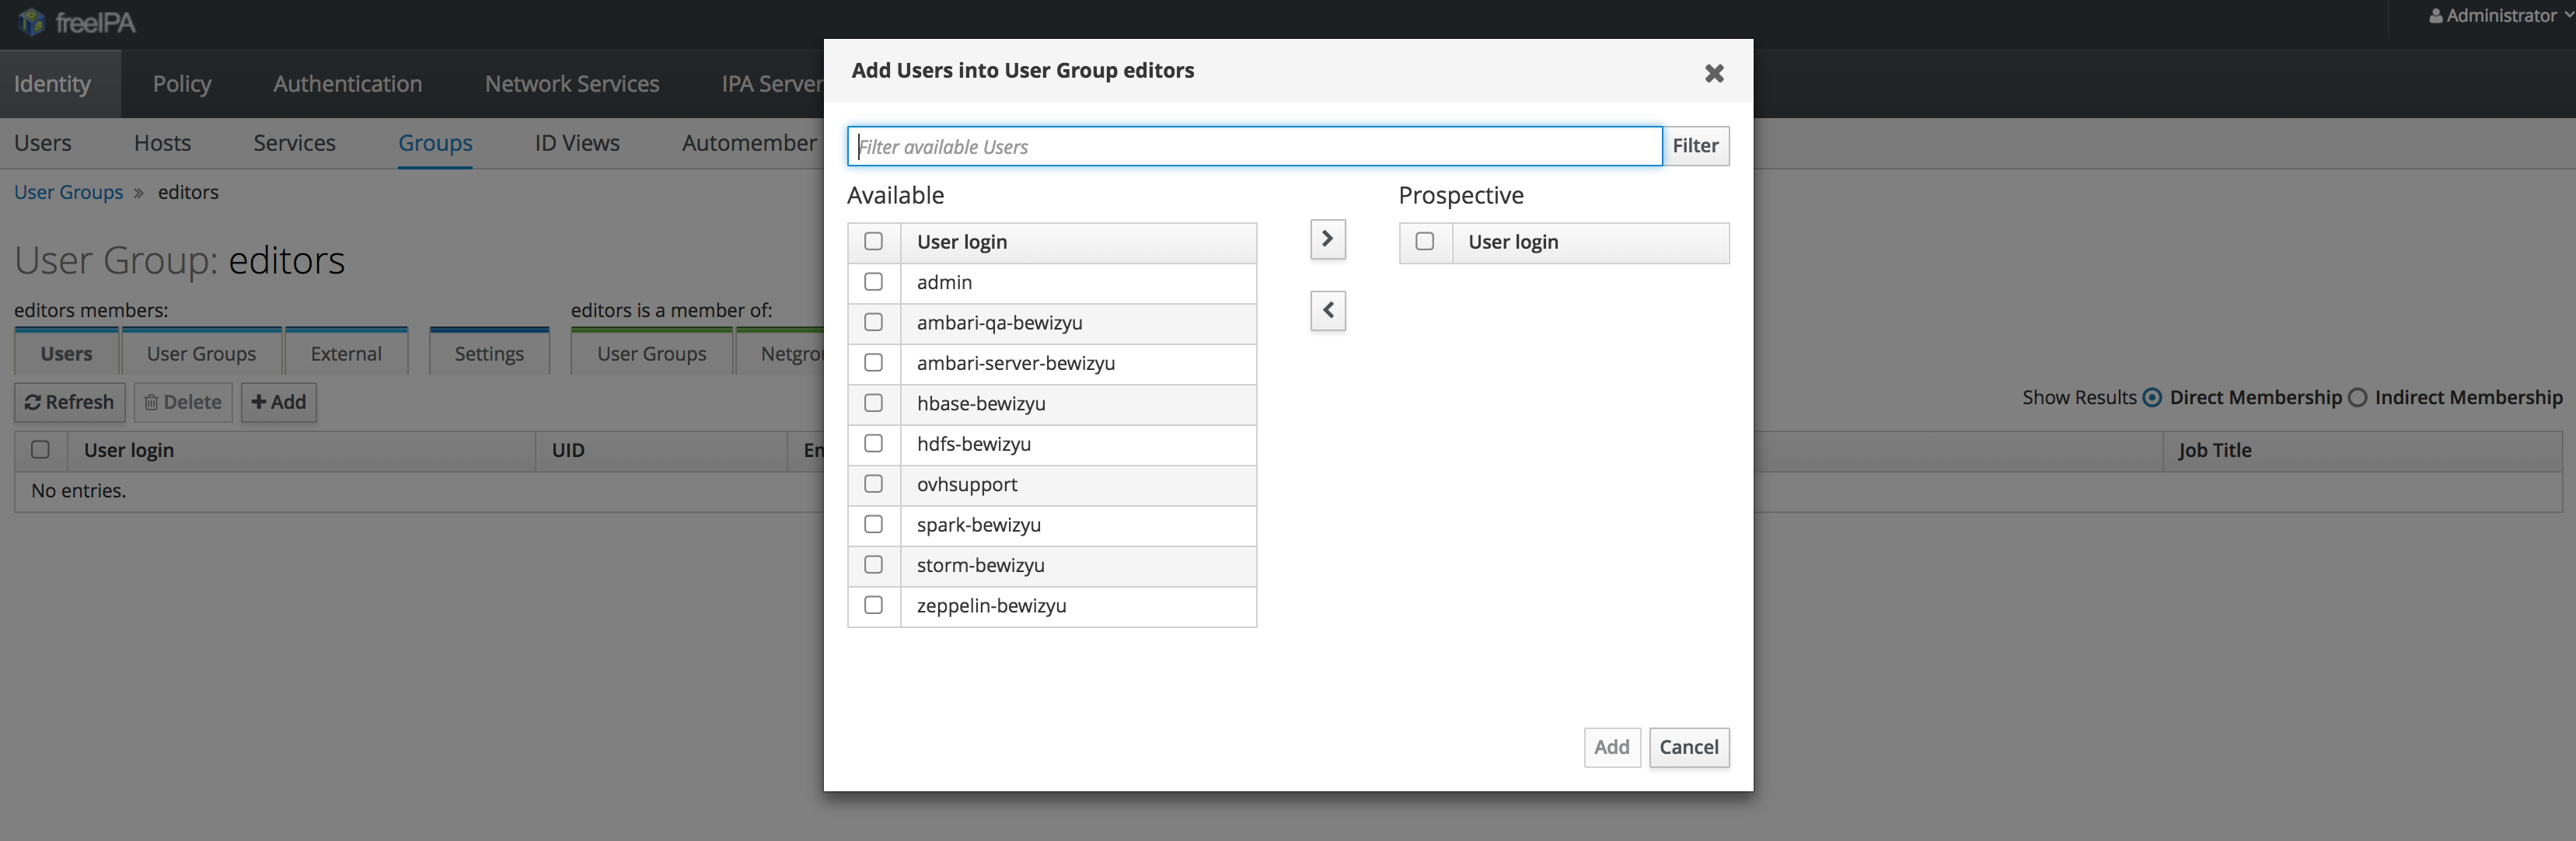 freeIPA
Administrator
Identity Policy Authentication Network Services IPA Server
Users Hosts Services Groups ID Views Automember
User Groups » editors
User Group: editors
editors members: editors is a member of:
Users User Groups External Settings User Groups
Refresh Delete + Add
Show Results Direct Membership Indirect Membership
User login UID Job Title
No entries.
Add Users into User Group editors
Filter available Users Filter
Available Prospective
User login > User login
admin
ambari-qa-bewizyu <
ambari-server-bewizyu
hbase-bewizyu
hdfs-bewizyu
ovhsupport
spark-bewizyu
storm-bewizyu
zeppelin-bewizyu
Add Cancel